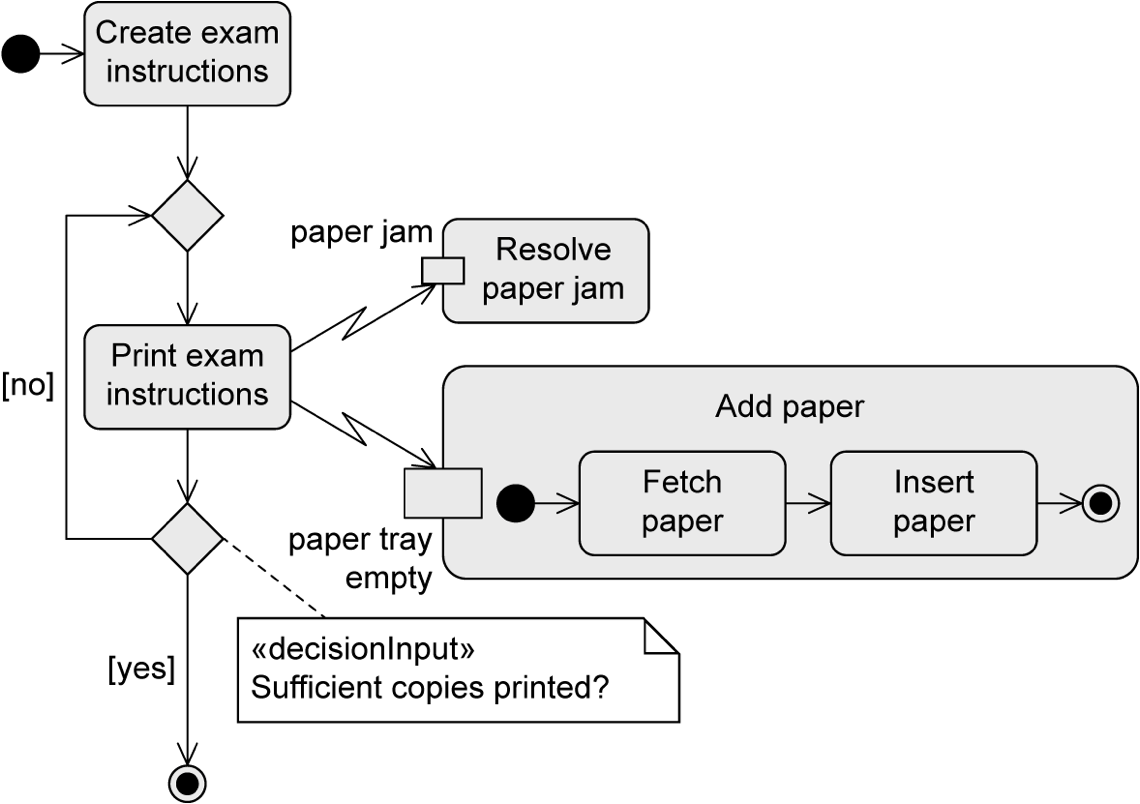 Create exam
instructions
paper jam
Resolve
paper jam
Print exam
instructions
[no]
Add paper
Fetch
paper
Insert
paper
paper tray
empty
«decisionInput»
Sufficient copies printed?
[yes]